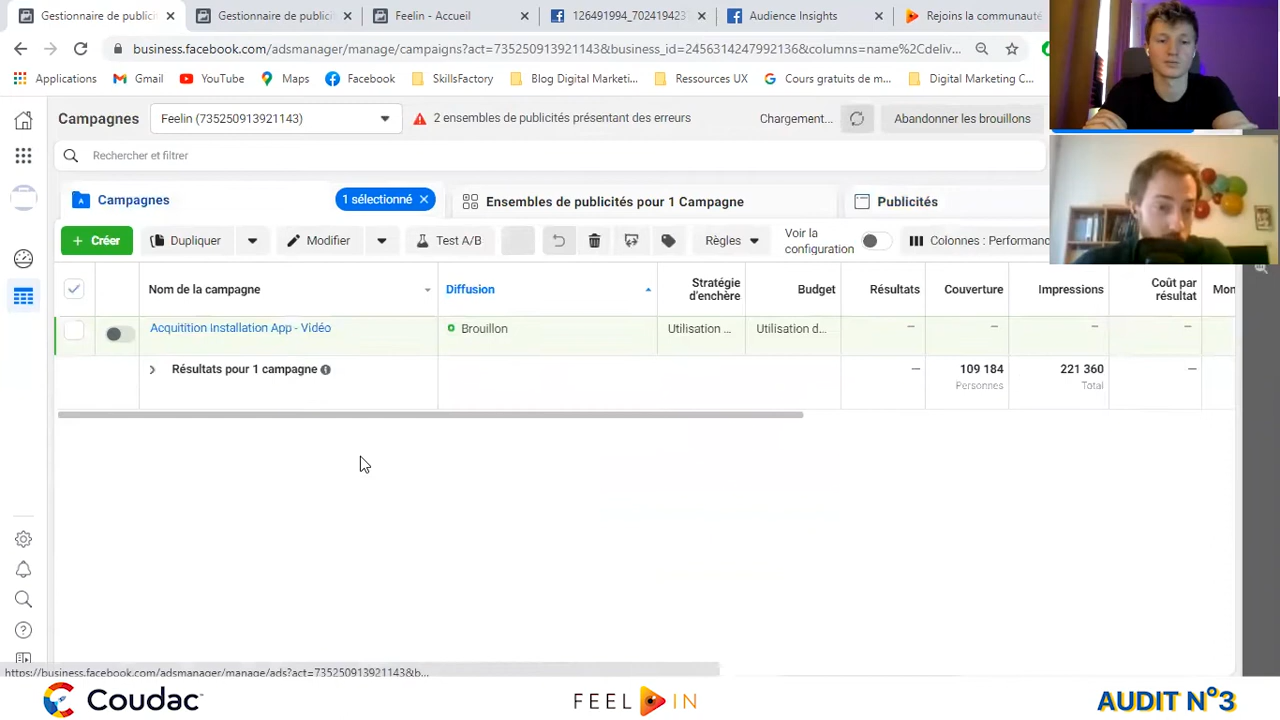 Gestionnaire de publici
Gestionnaire de publici
Feelin - Accueil
126491994_702419423
Audience Insights
Rejoins la communauté
business.facebook.com/adsmanager/manage/campaigns?act=735250913921143&business_id=2456314247992136&columns=name%2Cdeliv...
Applications
Gmail
YouTube
Maps
Facebook
SkillsFactory
Blog Digital Marketi...
Ressources UX
Cours gratuits de m...
Digital Marketing C...
Campagnes
Feelin (735250913921143)
2 ensembles de publicités présentant des erreurs
Chargement...
Abandonner les brouillons
Rechercher et filtrer
Campagnes
1 sélectionné
Ensembles de publicités pour 1 Campagne
Publicités
+ Créer
Dupliquer
Modifier
Test A/B
Règles
Voir la
configuration
Colonnes : Performanc
Nom de la campagne
Diffusion
Stratégie
d'enchère
Budget
Résultats
Couverture
Impressions
Coût par
résultat
Mon
Acquitition Installation App - Vidéo
Brouillon
Utilisation ...
Utilisation d...
—
—
—
—
Résultats pour 1 campagne
—
109 184
Personnes
221 360
Total
—
https://business.facebook.com/adsmanager/manage/ads?act=735250913921143&b...
Coudac
FEEL IN
AUDIT N°3